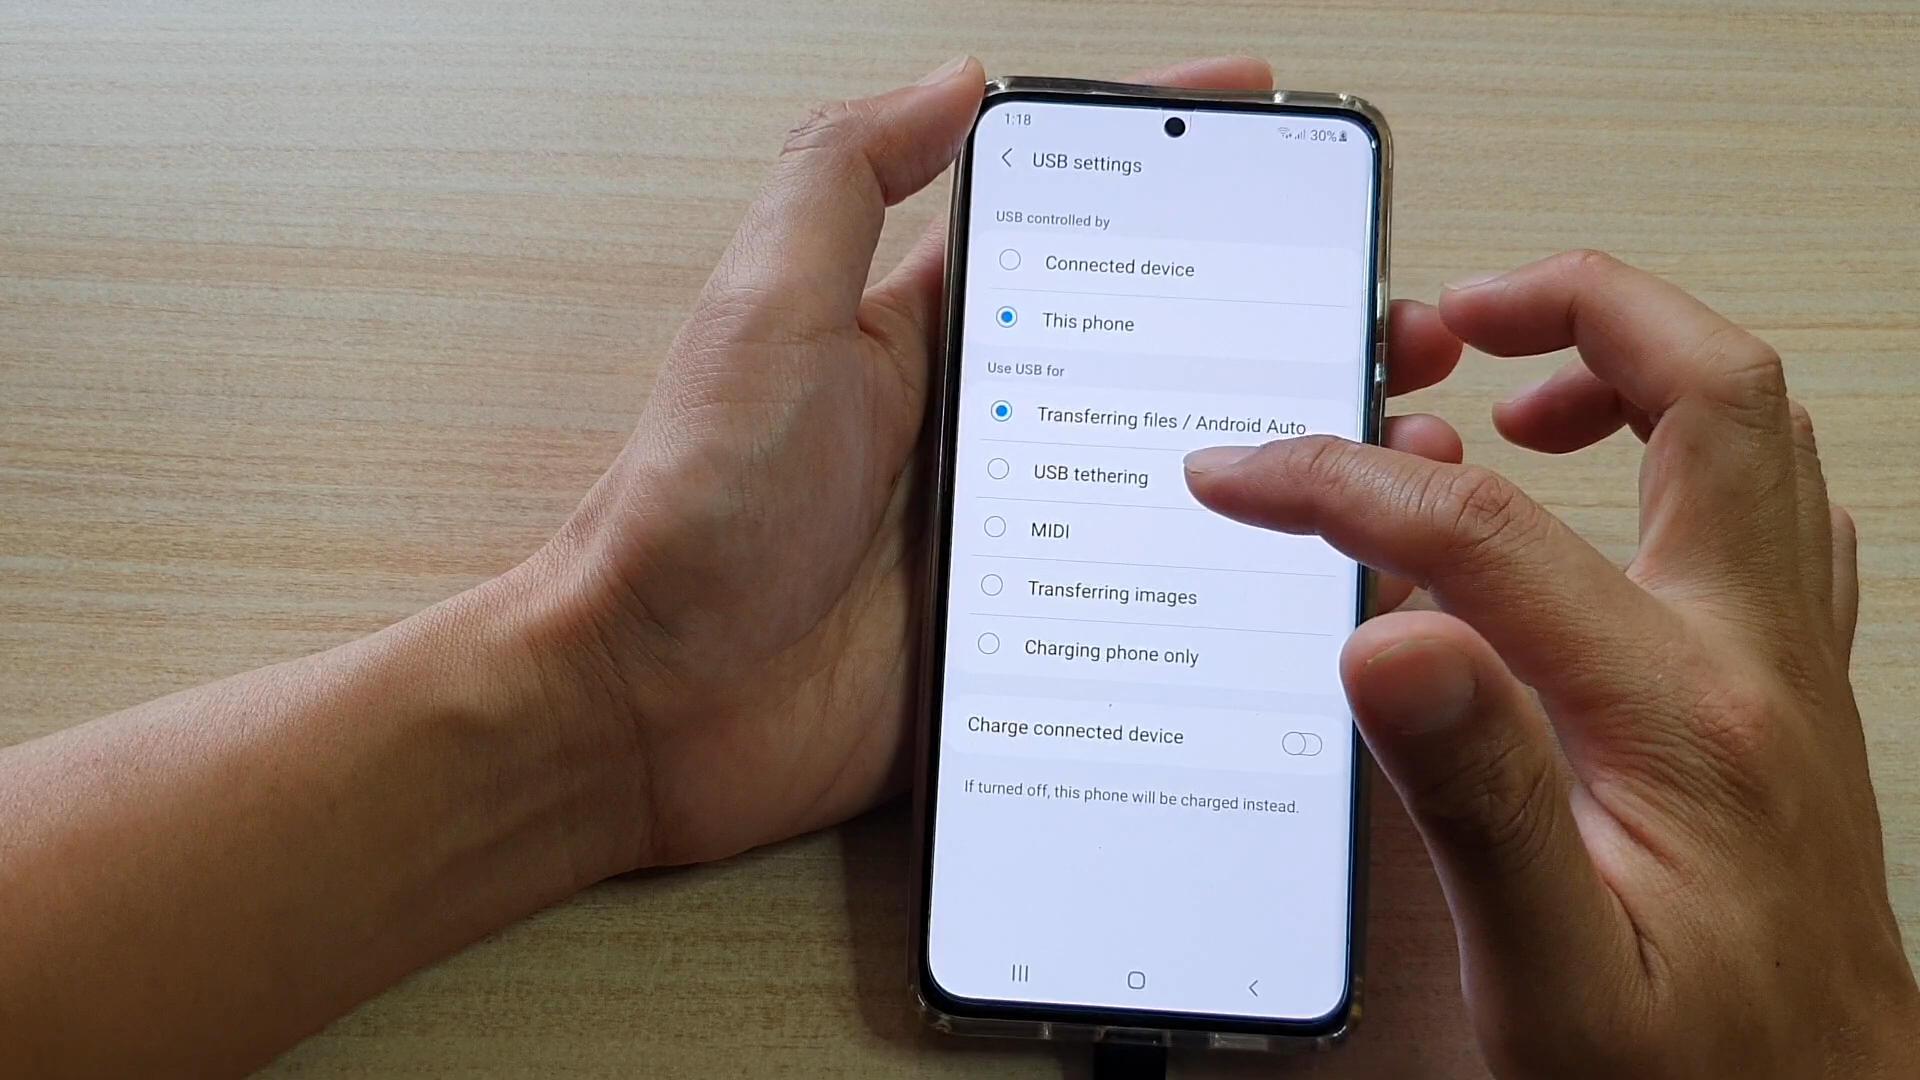 1:18
30%
USB settings
USB controlled by
Connected device
This phone
Use USB for
Transferring files / Android Auto
USB tethering
MIDI
Transferring images
Charging phone only
Charge connected device
If turned off, this phone will be charged instead.